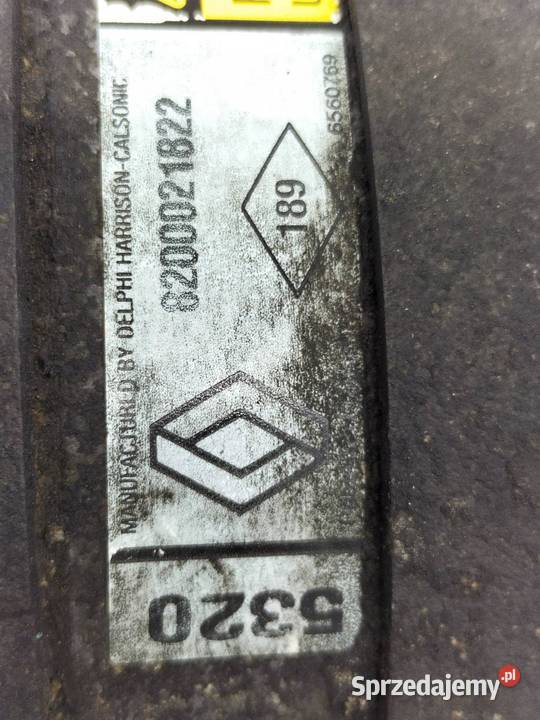 MANUFACTURED BY DELPHI HARRISON-CALSONIC
8200021822
189
6560769
5320
Sprzedajemy.pl